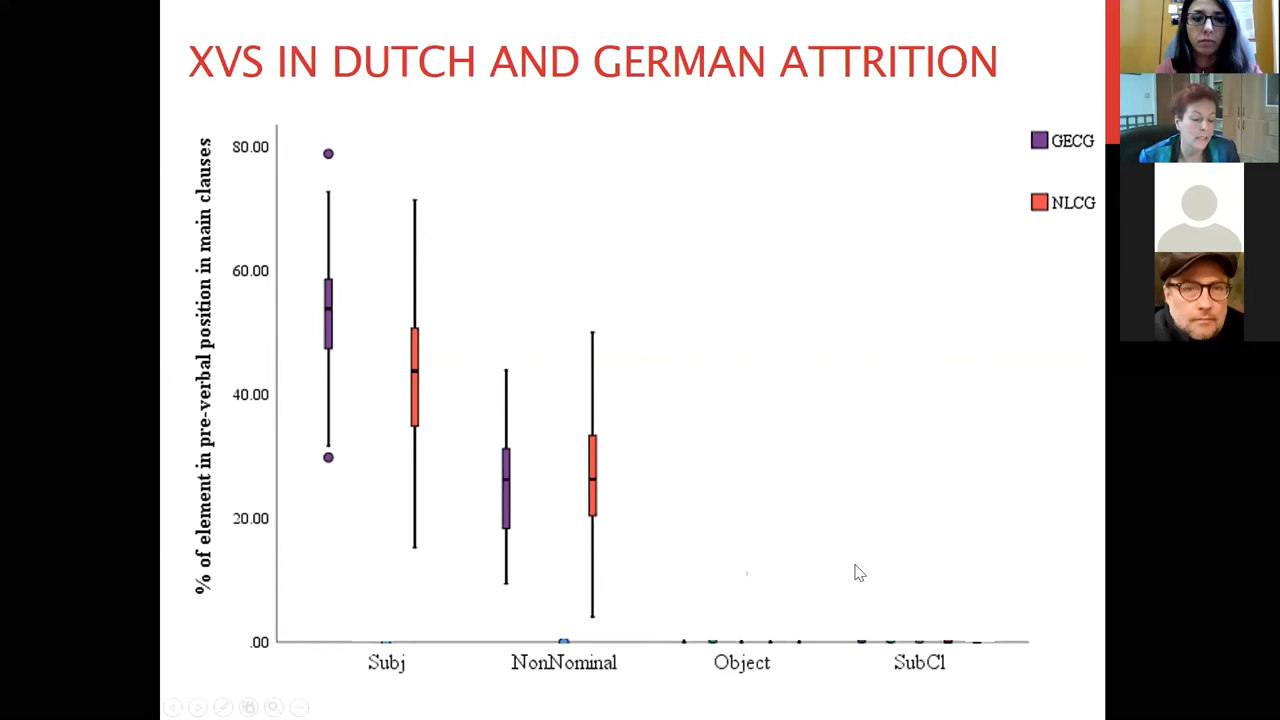 XVS IN DUTCH AND GERMAN ATTRITION
% of element in pre-verbal position in main clauses
80.00
60.00
40.00
20.00
.00
Subj
NonNominal
Object
SubCl
GECG
NLCG